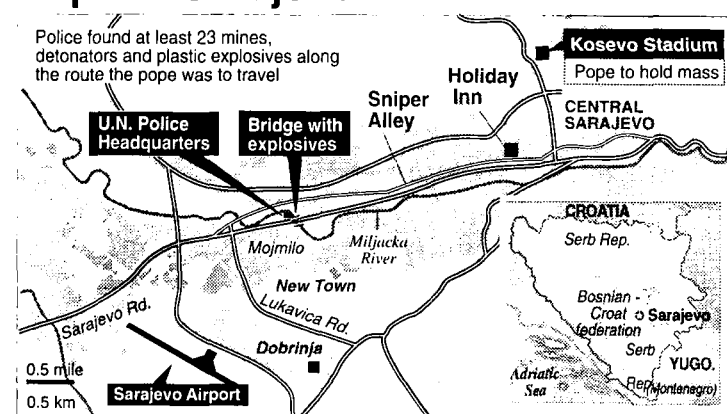 Police found at least 23 mines,
detonators and plastic explosives along
the route the pope was to travel
Kosevo Stadium
Pope to hold mass
Holiday
Inn
CENTRAL
SARAJEVO
Sniper
Alley
U.N. Police
Headquarters
Bridge with
explosives
Mojmilo
Miljacka
River
New Town
Lukavica Rd.
Sarajevo Rd.
Dobrinja
Sarajevo Airport
0.5 mile
0.5 km
CROATIA
Serb Rep.
Bosnian -
Croat
federation
Sarajevo
Serb
Rep.
YUGO.
(Montenegro)
Adriatic
Sea